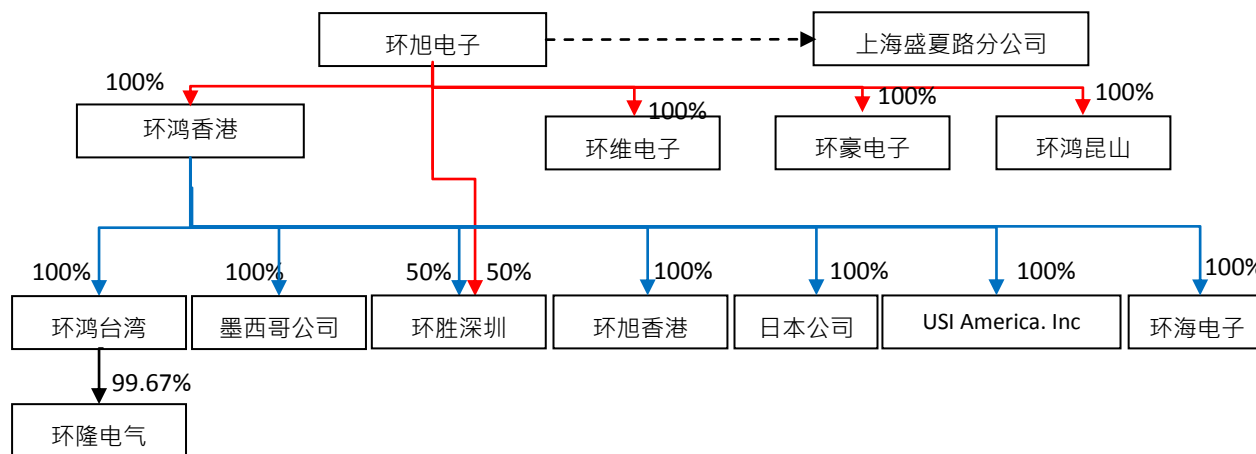 环旭电子
上海盛夏路分公司
100%
100%
100%
100%
环鸿香港
环维电子
环豪电子
环鸿昆山
100%
100%
50%
50%
100%
100%
100%
100%
环鸿台湾
墨西哥公司
环胜深圳
环旭香港
日本公司
USI America. Inc
环海电子
99.67%
环隆电气